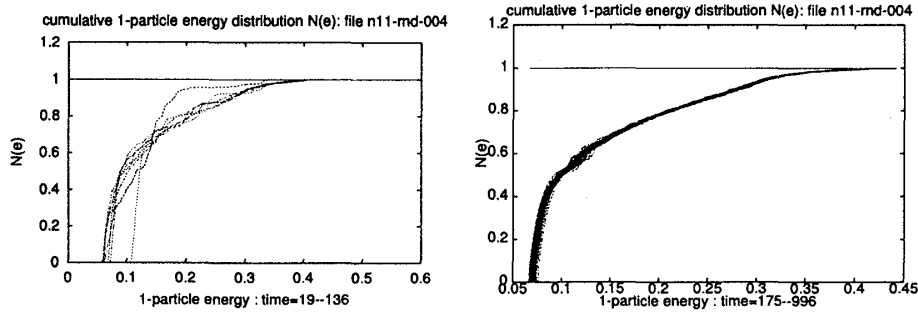 cumulative 1-particle energy distribution N(e): file n11-rnd-004
1.2
1
0.8
0.6
0.4
0.2
0
N(e)
0 0.1 0.2 0.3 0.4 0.5 0.6
1-particle energy : time=19--136
cumulative 1-particle energy distribution N(e): file n11-rnd-004
1.2
1
0.8
0.6
0.4
0.2
0
N(e)
0.05 0.1 0.15 0.2 0.25 0.3 0.35 0.4 0.45
1-particle energy : time=175--996